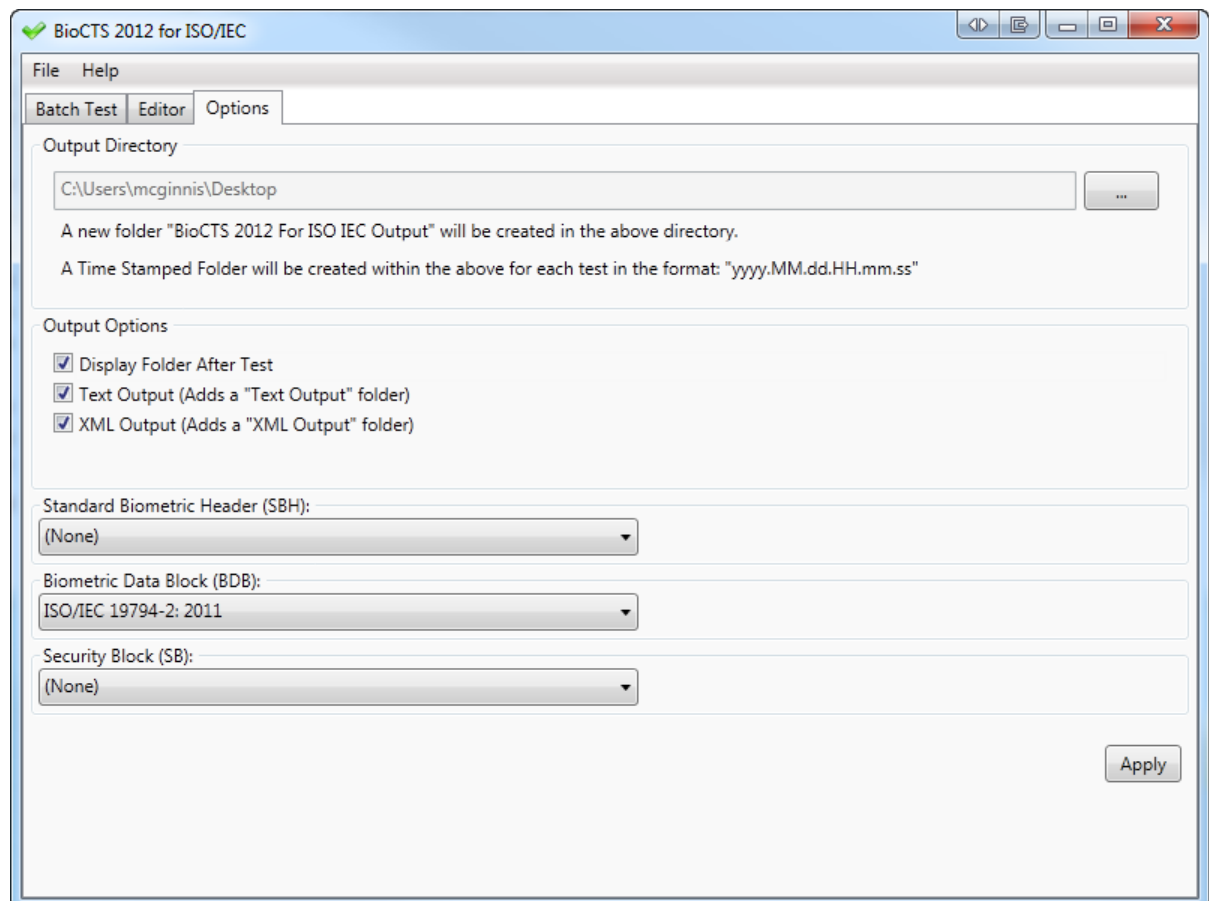 BioCTS 2012 for ISO/IEC
File Help
Batch Test Editor Options
Output Directory
C:\Users\mcginnis\Desktop
...
A new folder "BioCTS 2012 For ISO IEC Output" will be created in the above directory.
A Time Stamped Folder will be created within the above for each test in the format: "yyyy.MM.dd.HH.mm.ss"
Output Options
Display Folder After Test
Text Output (Adds a "Text Output" folder)
XML Output (Adds a "XML Output" folder)
Standard Biometric Header (SBH):
(None)
Biometric Data Block (BDB):
ISO/IEC 19794-2: 2011
Security Block (SB):
(None)
Apply